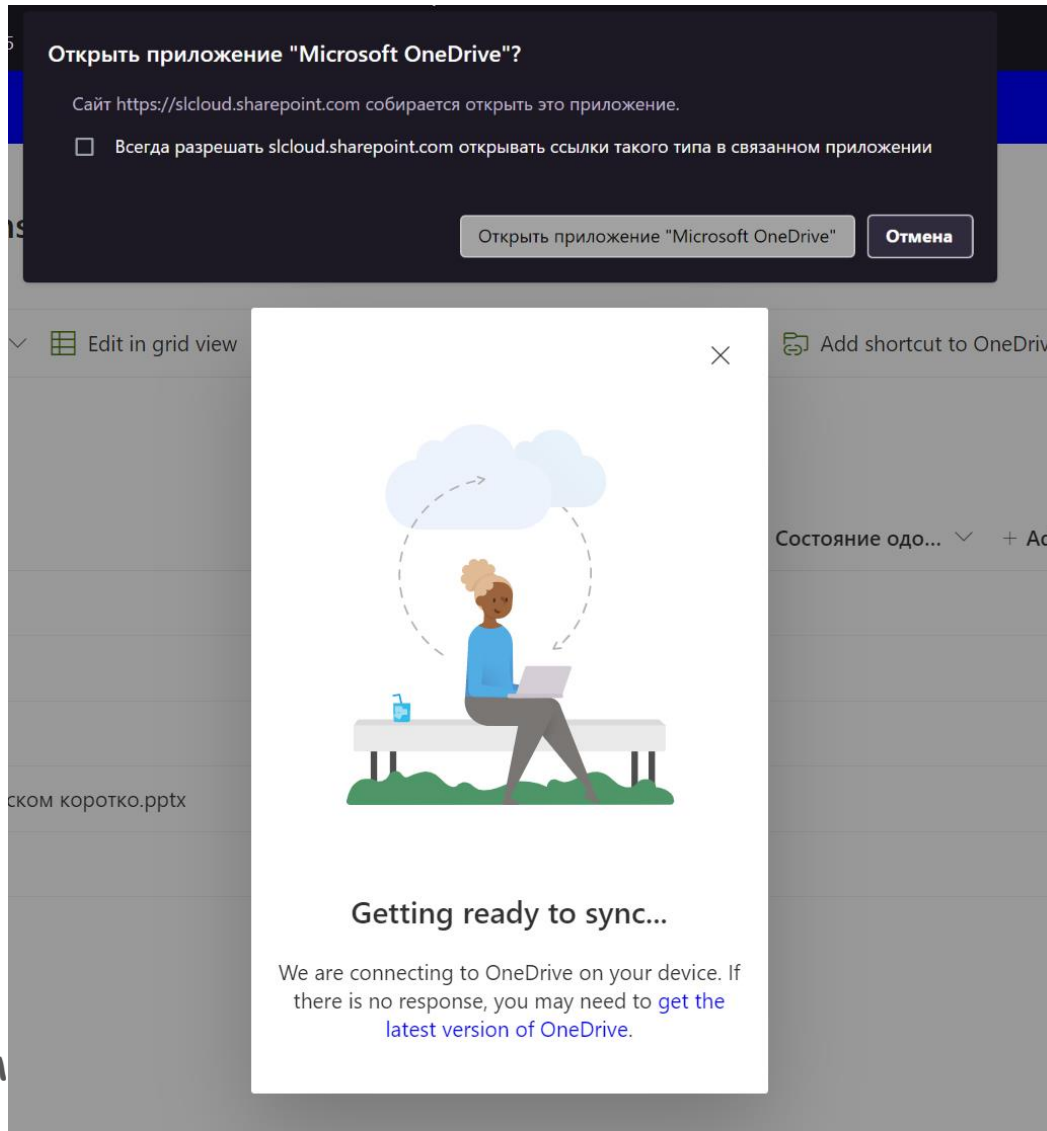 Открыть приложение "Microsoft OneDrive"?
Сайт https://slcloud.sharepoint.com собирается открыть это приложение.
Всегда разрешать slcloud.sharepoint.com открывать ссылки такого типа в связанном приложении
Открыть приложение "Microsoft OneDrive"
Отмена
Edit in grid view
Add shortcut to OneDriv
Состояние одо...
+ Ad
ском коротко.pptx
Getting ready to sync...
We are connecting to OneDrive on your device. If
there is no response, you may need to get the
latest version of OneDrive.